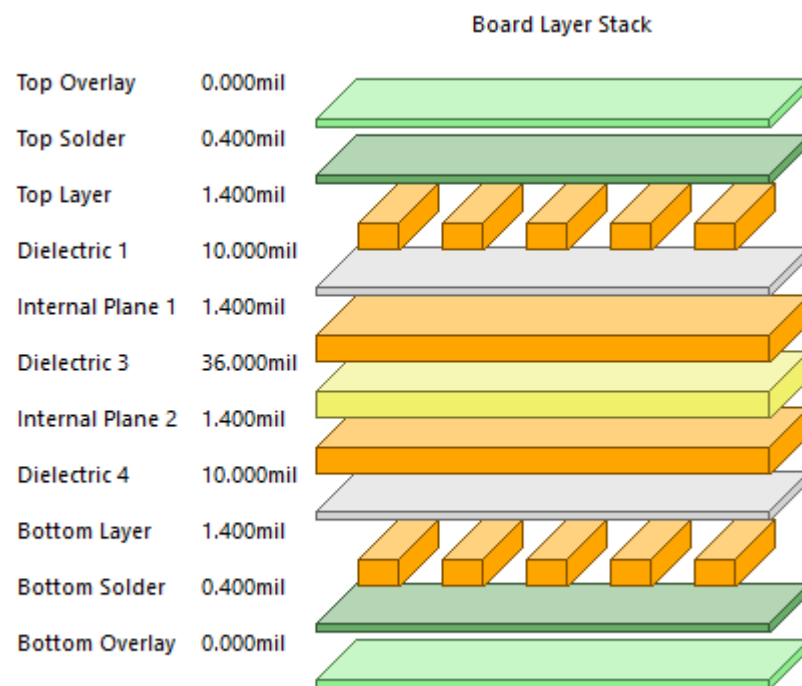 Board Layer Stack
Top Overlay 0.000mil
Top Solder 0.400mil
Top Layer 1.400mil
Dielectric 1 10.000mil
Internal Plane 1 1.400mil
Dielectric 3 36.000mil
Internal Plane 2 1.400mil
Dielectric 4 10.000mil
Bottom Layer 1.400mil
Bottom Solder 0.400mil
Bottom Overlay 0.000mil